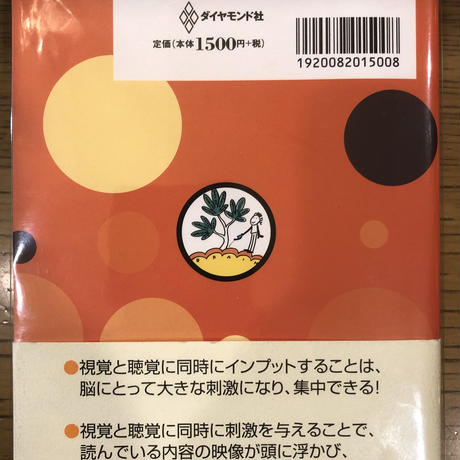 ダイヤモンド社
定価（本体1500円＋税）
1920082015008
BRAIN
●視覚と聴覚に同時にインプットすることは、
脳にとって大きな刺激になり、集中できる！
●視覚と聴覚に同時に刺激を与えることで、
読んでいる内容の映像が頭に浮かび、